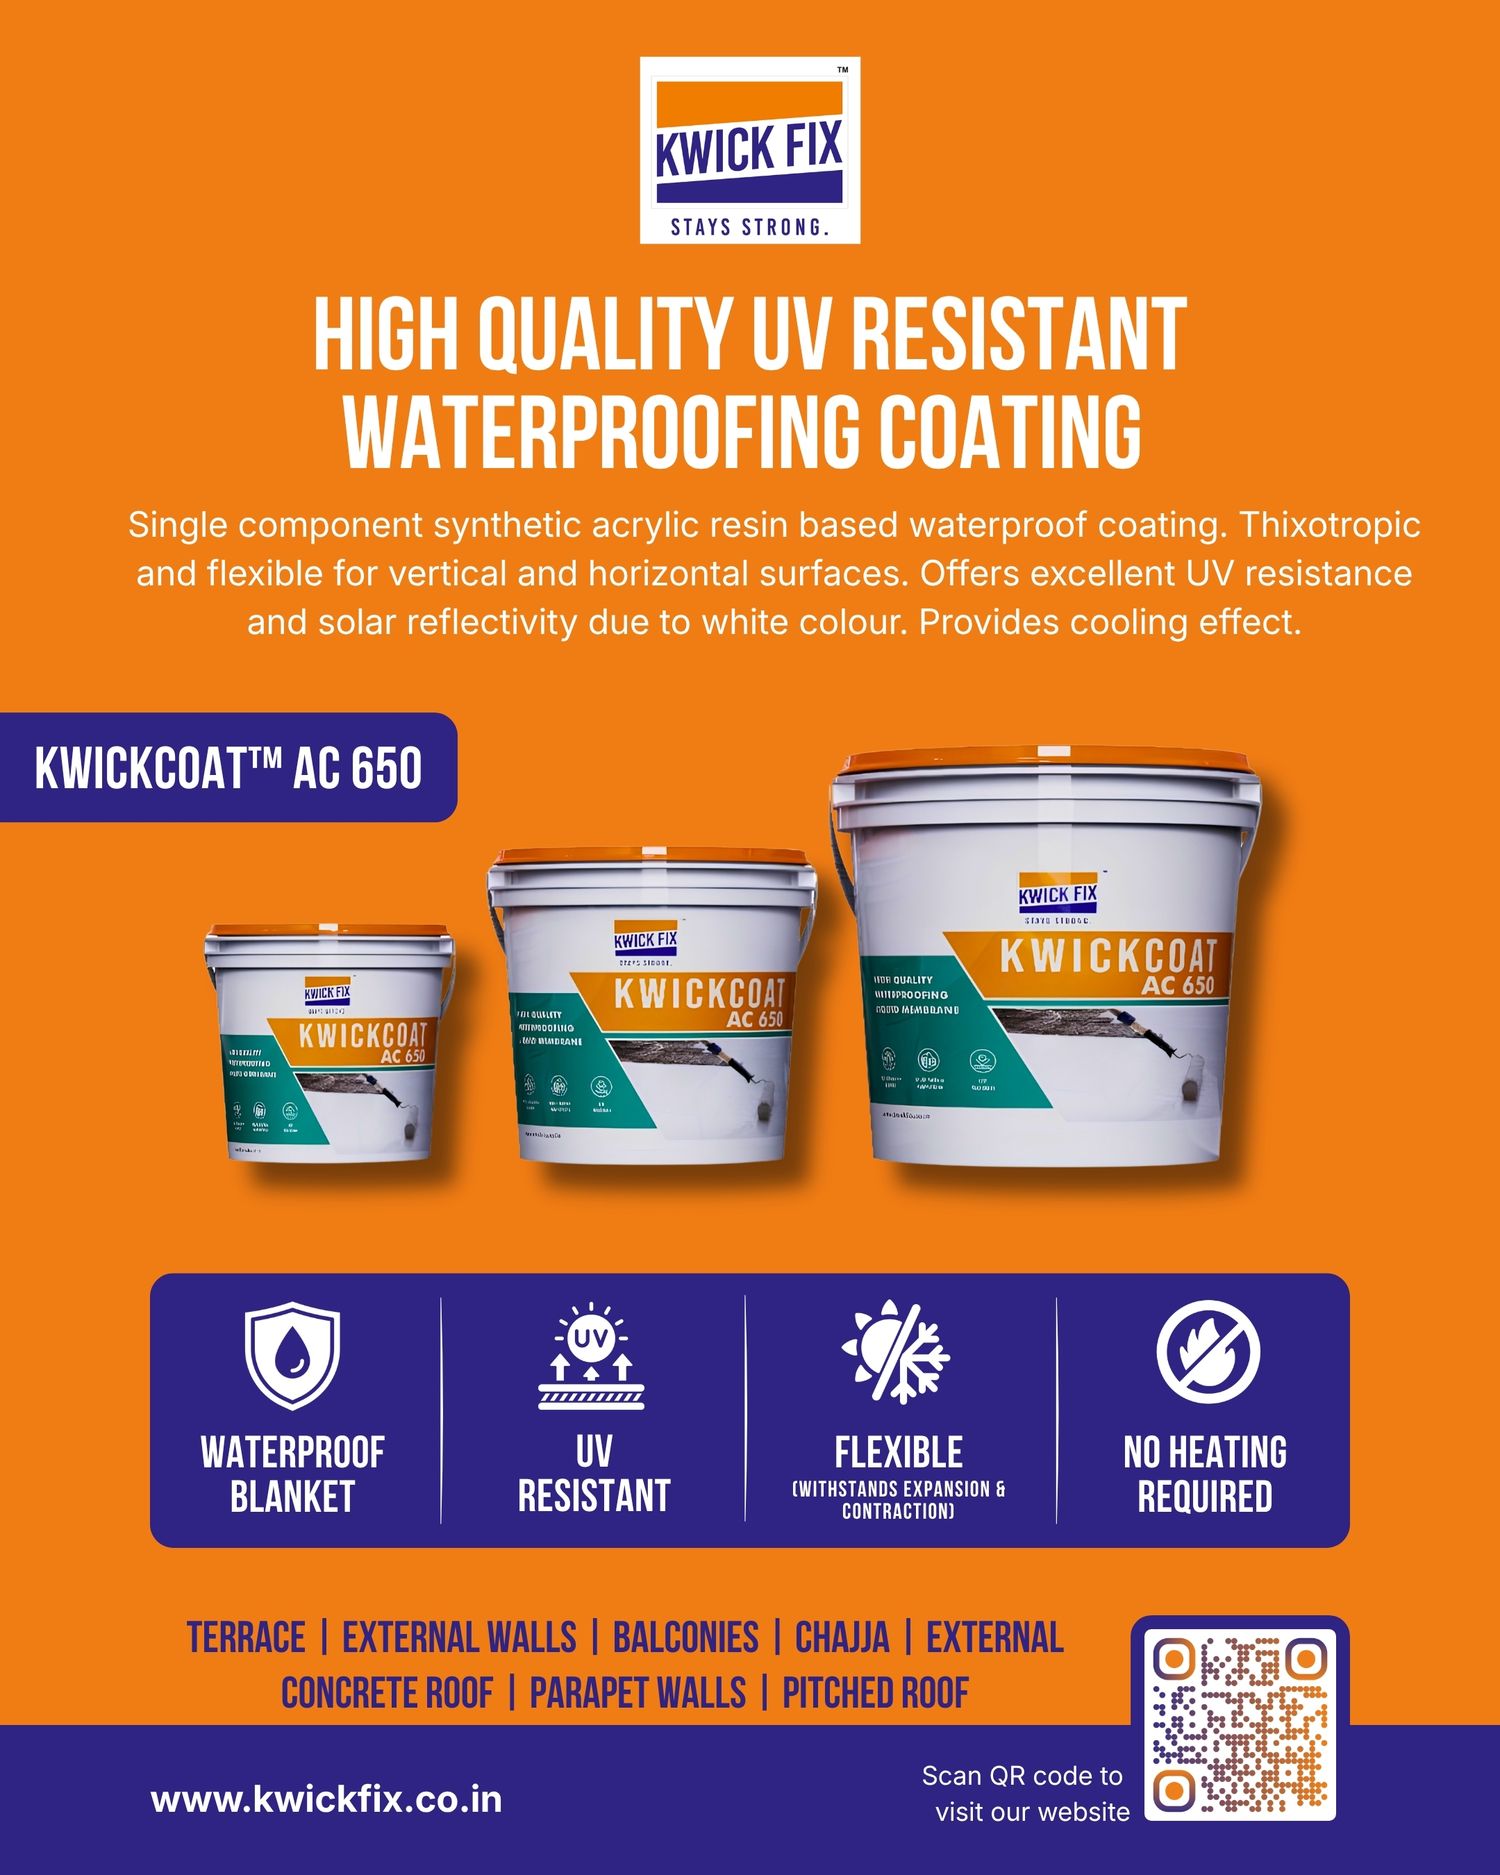 TM
KWICK FIX
STAYS STRONG.
HIGH QUALITY UV RESISTANT
WATERPROOFING COATING
Single component synthetic acrylic resin based waterproof coating. Thixotropic
and flexible for vertical and horizontal surfaces. Offers excellent UV resistance
and solar reflectivity due to white colour. Provides cooling effect.
KWICKCOAT™ AC 650
KWICK FIX
KWICKCOAT
AC 650
KWICK FIX
KWICKCOAT
AC 650
KWICK FIX
KWICKCOAT
AC 650
QUALITY
UV
WATERPROOF
BLANKET
UV
RESISTANT
FLEXIBLE
(WITHSTANDS EXPANSION &
CONTRACTION)
NO HEATING
REQUIRED
TERRACE | EXTERNAL WALLS | BALCONIES | CHAJJA | EXTERNAL
CONCRETE ROOF | PARAPET WALLS | PITCHED ROOF
www.kwickfix.co.in
Scan QR code to
visit our website